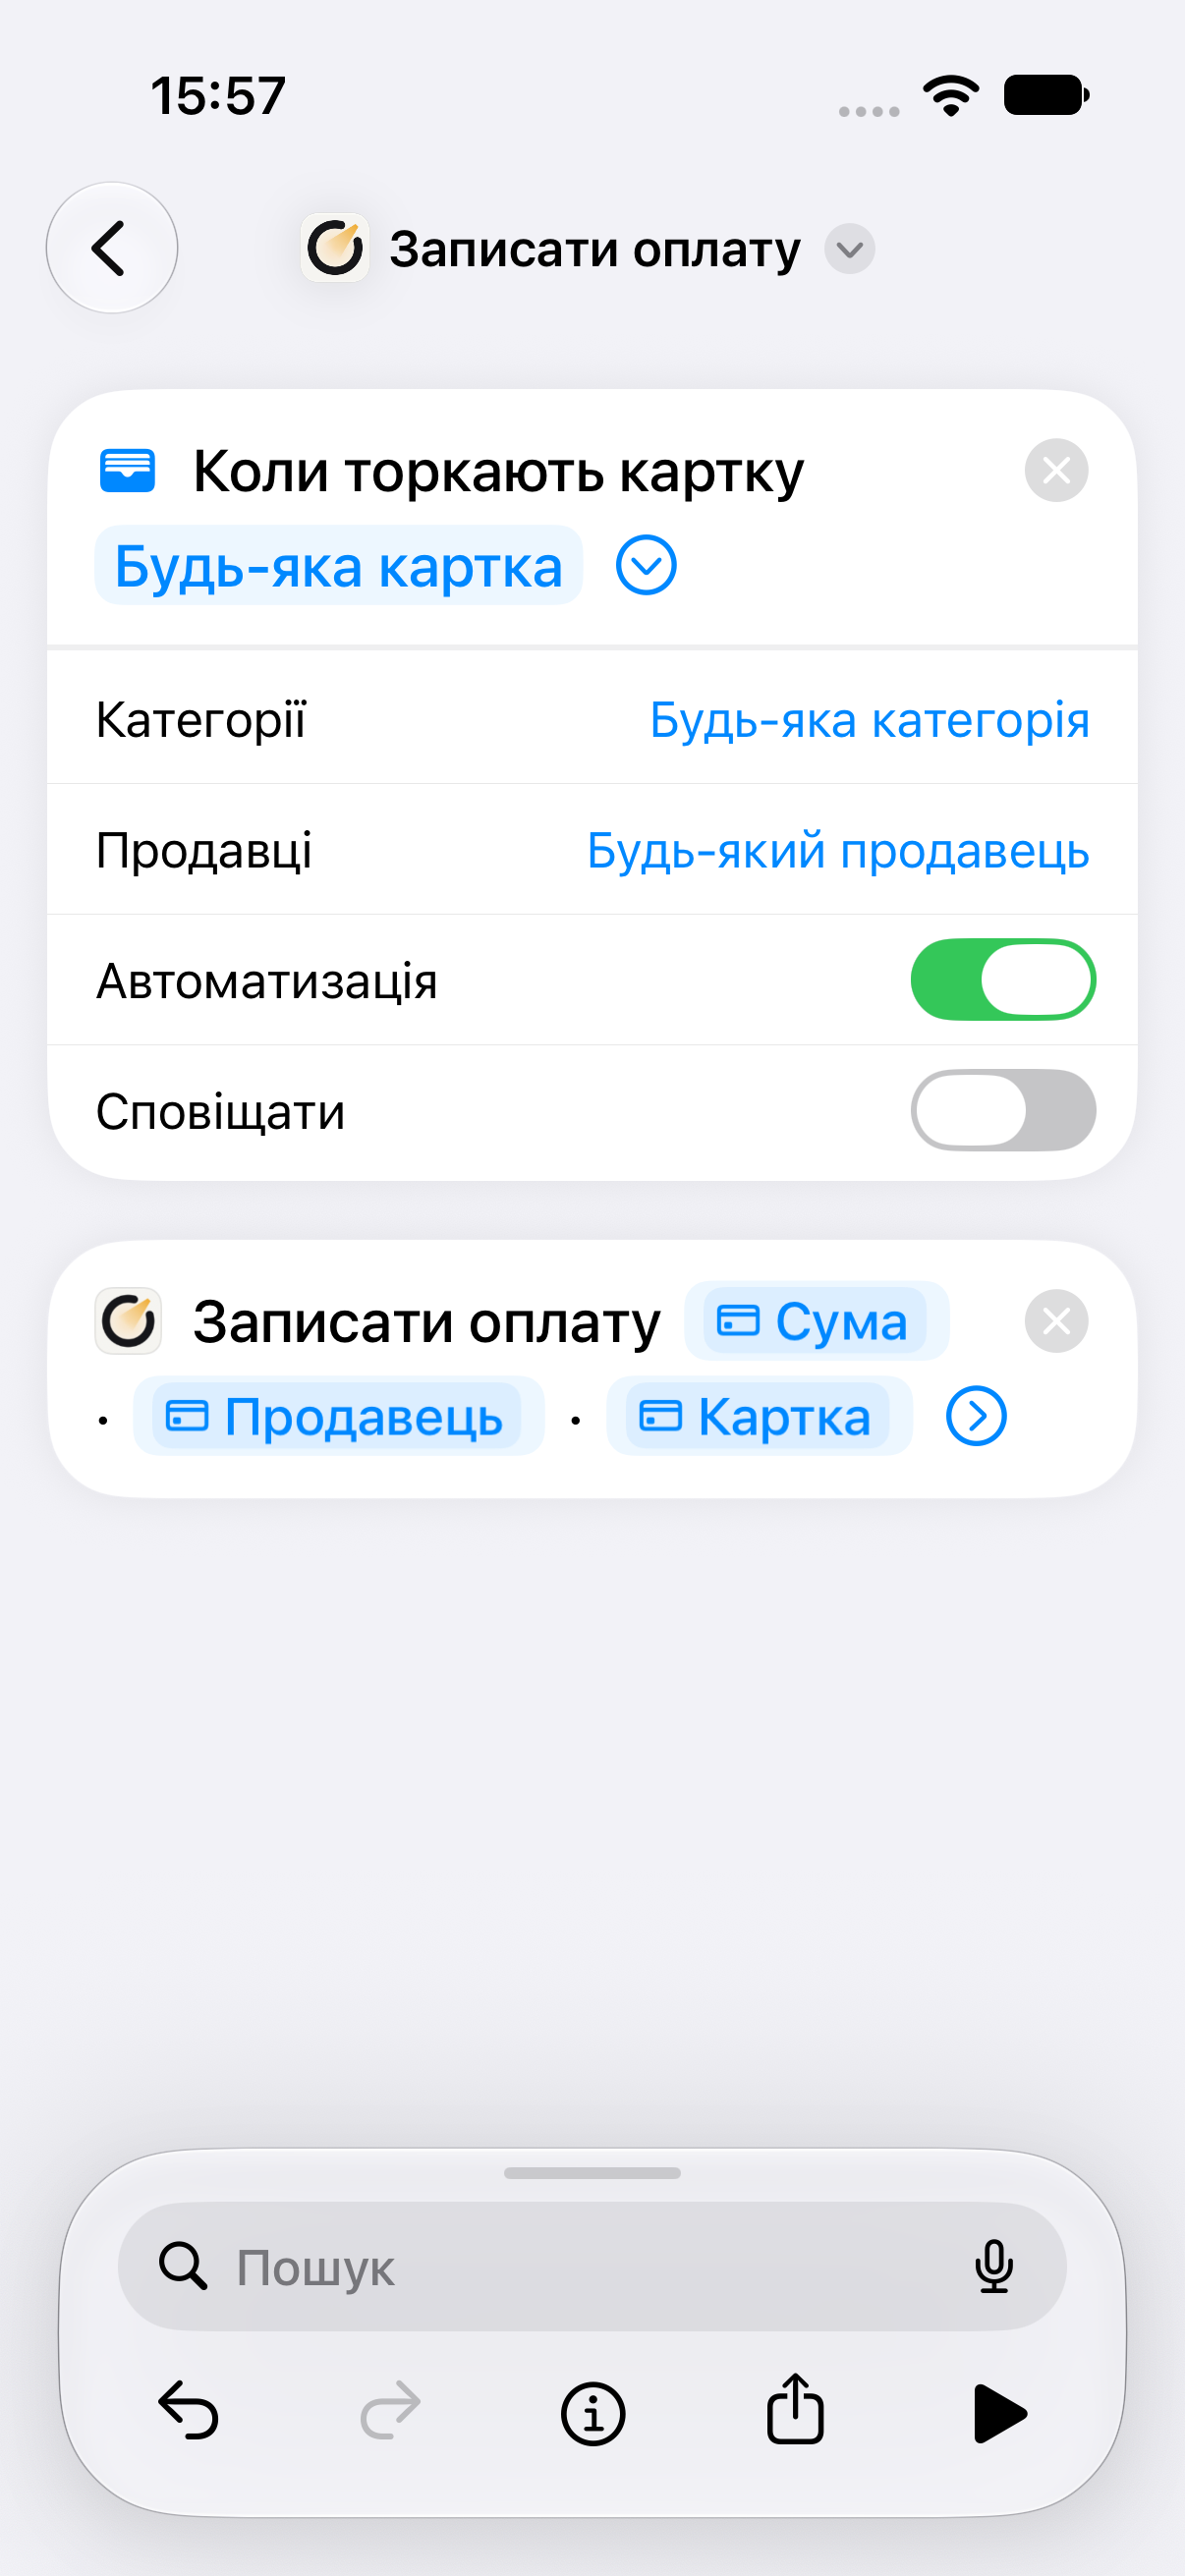 15:57
Записати оплату
Коли торкають картку
Будь-яка картка
Категорії Будь-яка категорія
Продавці Будь-який продавець
Автоматизація
Сповіщати
Записати оплату Сума
· Продавець · Картка
Пошук